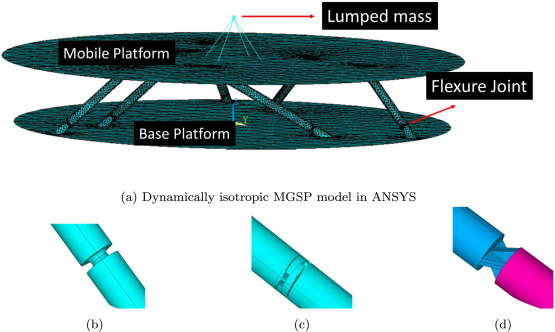 Lumped mass
Mobile Platform
Flexure Joint
Base Platform
Y
(a) Dynamically isotropic MGSP model in ANSYS
(b) (c) (d)